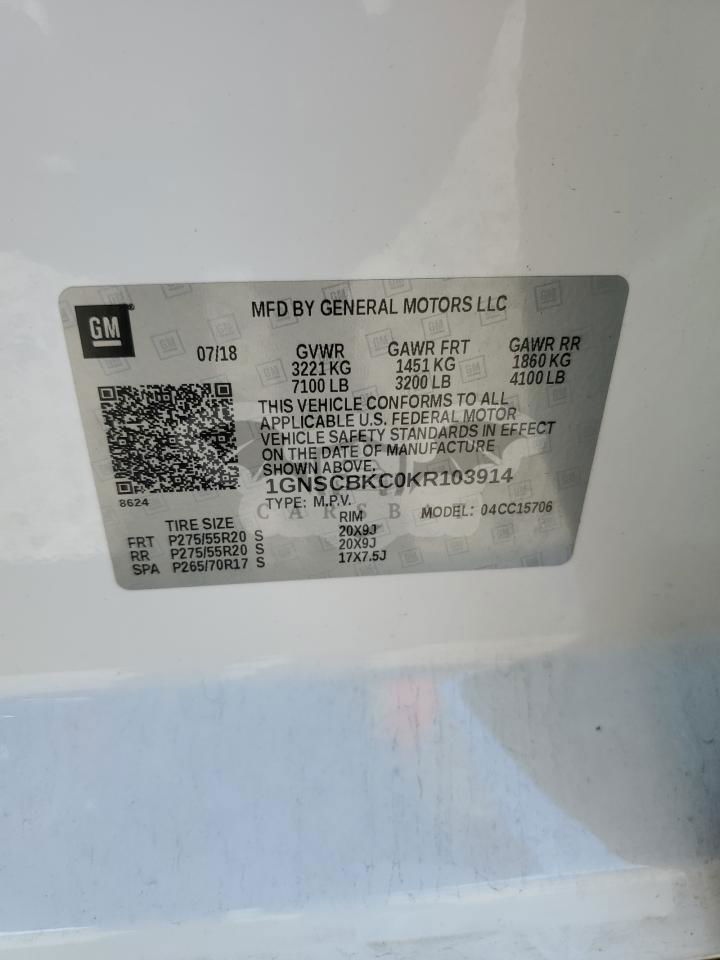 GM
MFD BY GENERAL MOTORS LLC
07/18
GVWR GAWR FRT GAWR RR
3221 KG 1451 KG 1860 KG
7100 LB 3200 LB 4100 LB
THIS VEHICLE CONFORMS TO ALL
APPLICABLE U.S. FEDERAL MOTOR
VEHICLE SAFETY STANDARDS IN EFFECT
ON THE DATE OF MANUFACTURE
SHOWN ABOVE.
1GNSCBKC0KR103914
8624
TYPE: M.P.V. MODEL: 04CC15706
TIRE SIZE RIM
FRT P275/55R20 S 20X9J
RR P275/55R20 S 20X9J
SPA P265/70R17 S 17X7.5J